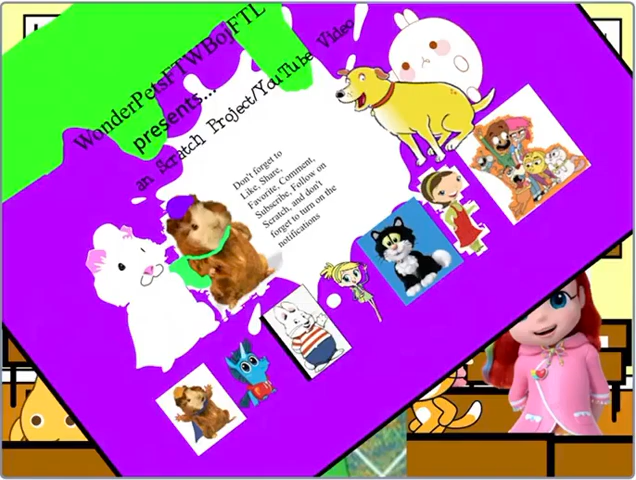 WonderPetsFTWBojFTL
presents...
an Scratch Project/YouTube Video
Don't forget to
Like, Share,
Favorite, Comment,
Subscribe, Follow on
Scratch, and don't
forget to turn on the
notifications